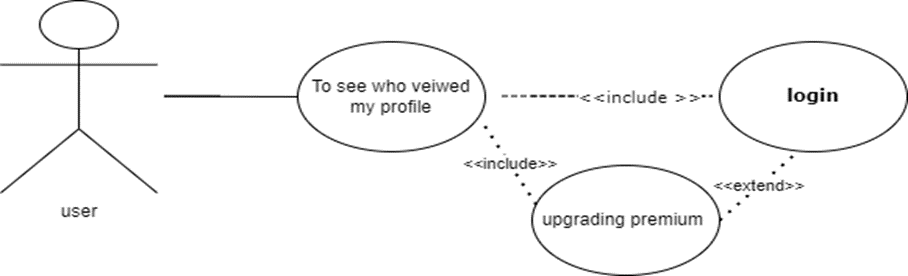 To see who veiwed
my profile
<<include >>
login
<<include>>
<<extend>>
user
upgrading premium